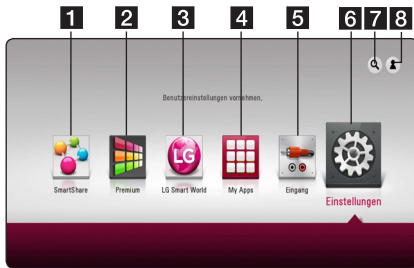 1 2 3 4 5 6 7 8
Benutzereinstellungen vornehmen.
LG
SmartShare Premium LG Smart World My Apps Eingang Einstellungen